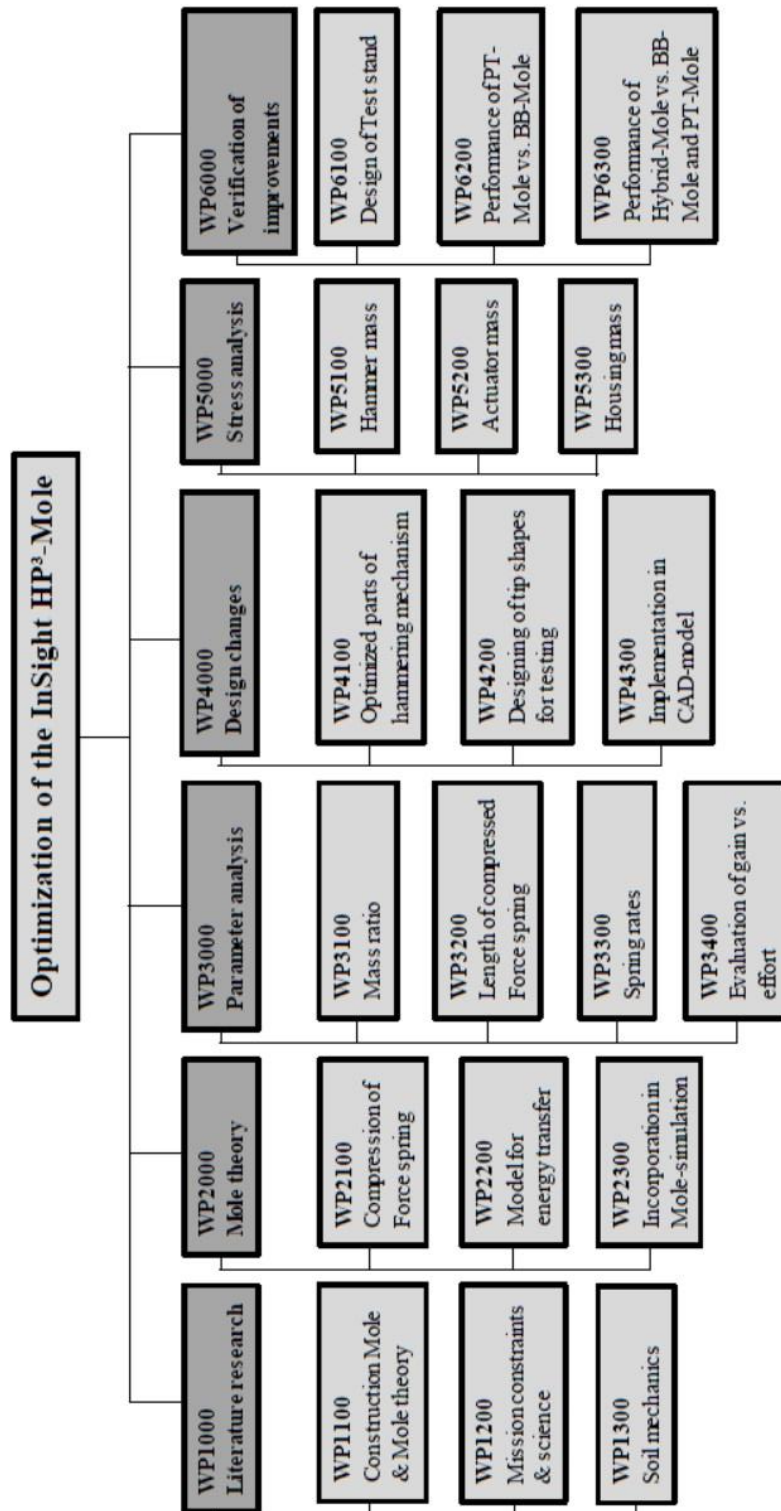 Optimization of the InSight HP³-Mole
WP1000
Literature research
WP1100
Construction Mole
& Mole theory
WP1200
Mission constraints
& science
WP1300
Soil mechanics
WP2000
Mole theory
WP2100
Compression of
Force spring
WP2200
Model for
energy transfer
WP2300
Incorporation in
Mole-simulation
WP3000
Parameter analysis
WP3100
Mass ratio
WP3200
Length of compressed
Force spring
WP3300
Spring rates
WP3400
Evaluation of gain vs.
effort
WP4000
Design changes
WP4100
Optimized parts of
hammering mechanism
WP4200
Designing of tip shapes
for testing
WP4300
Implementation in
CAD-model
WP5000
Stress analysis
WP5100
Hammer mass
WP5200
Actuator mass
WP5300
Housing mass
WP6000
Verification of
improvements
WP6100
Design of Test stand
WP6200
Performance of PT-
Mole vs. BB-Mole
WP6300
Performance of
Hybrid-Mole vs. BB-
Mole and PT-Mole